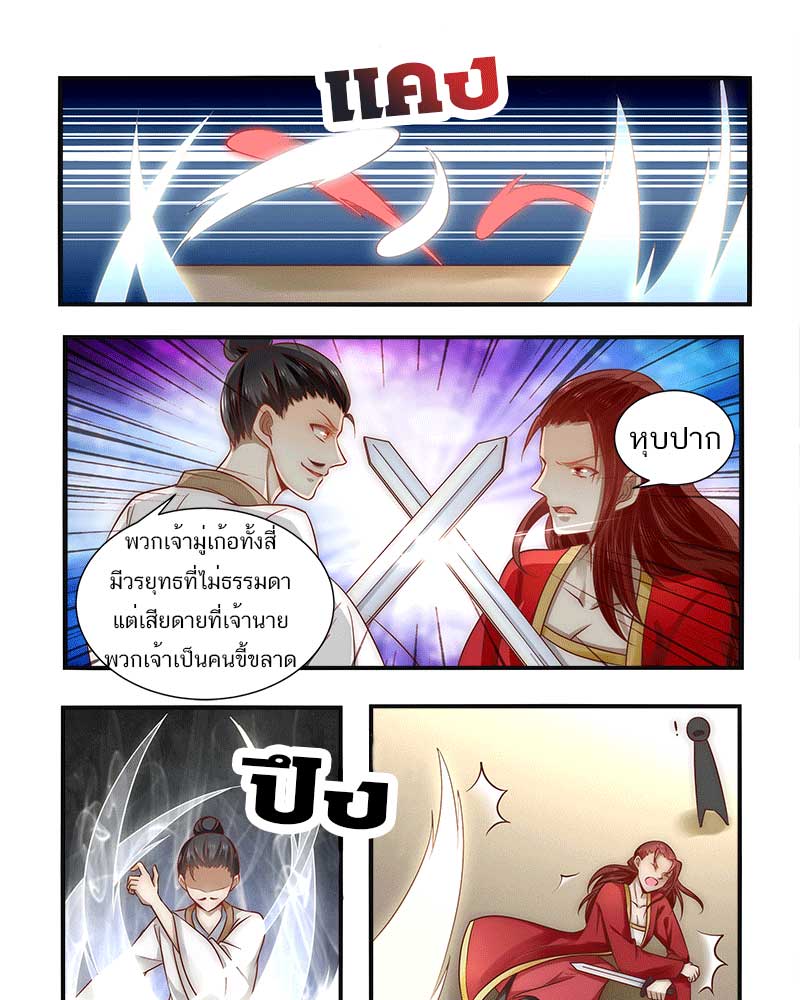 แคง
หุบปาก
พวกเจ้ามู่เก้อทั้งสี่
มีวรยุทธที่ไม่ธรรมดา
แต่เสียดายที่เจ้านาย
พวกเจ้าเป็นคนขี้ขลาด
ปึง
!